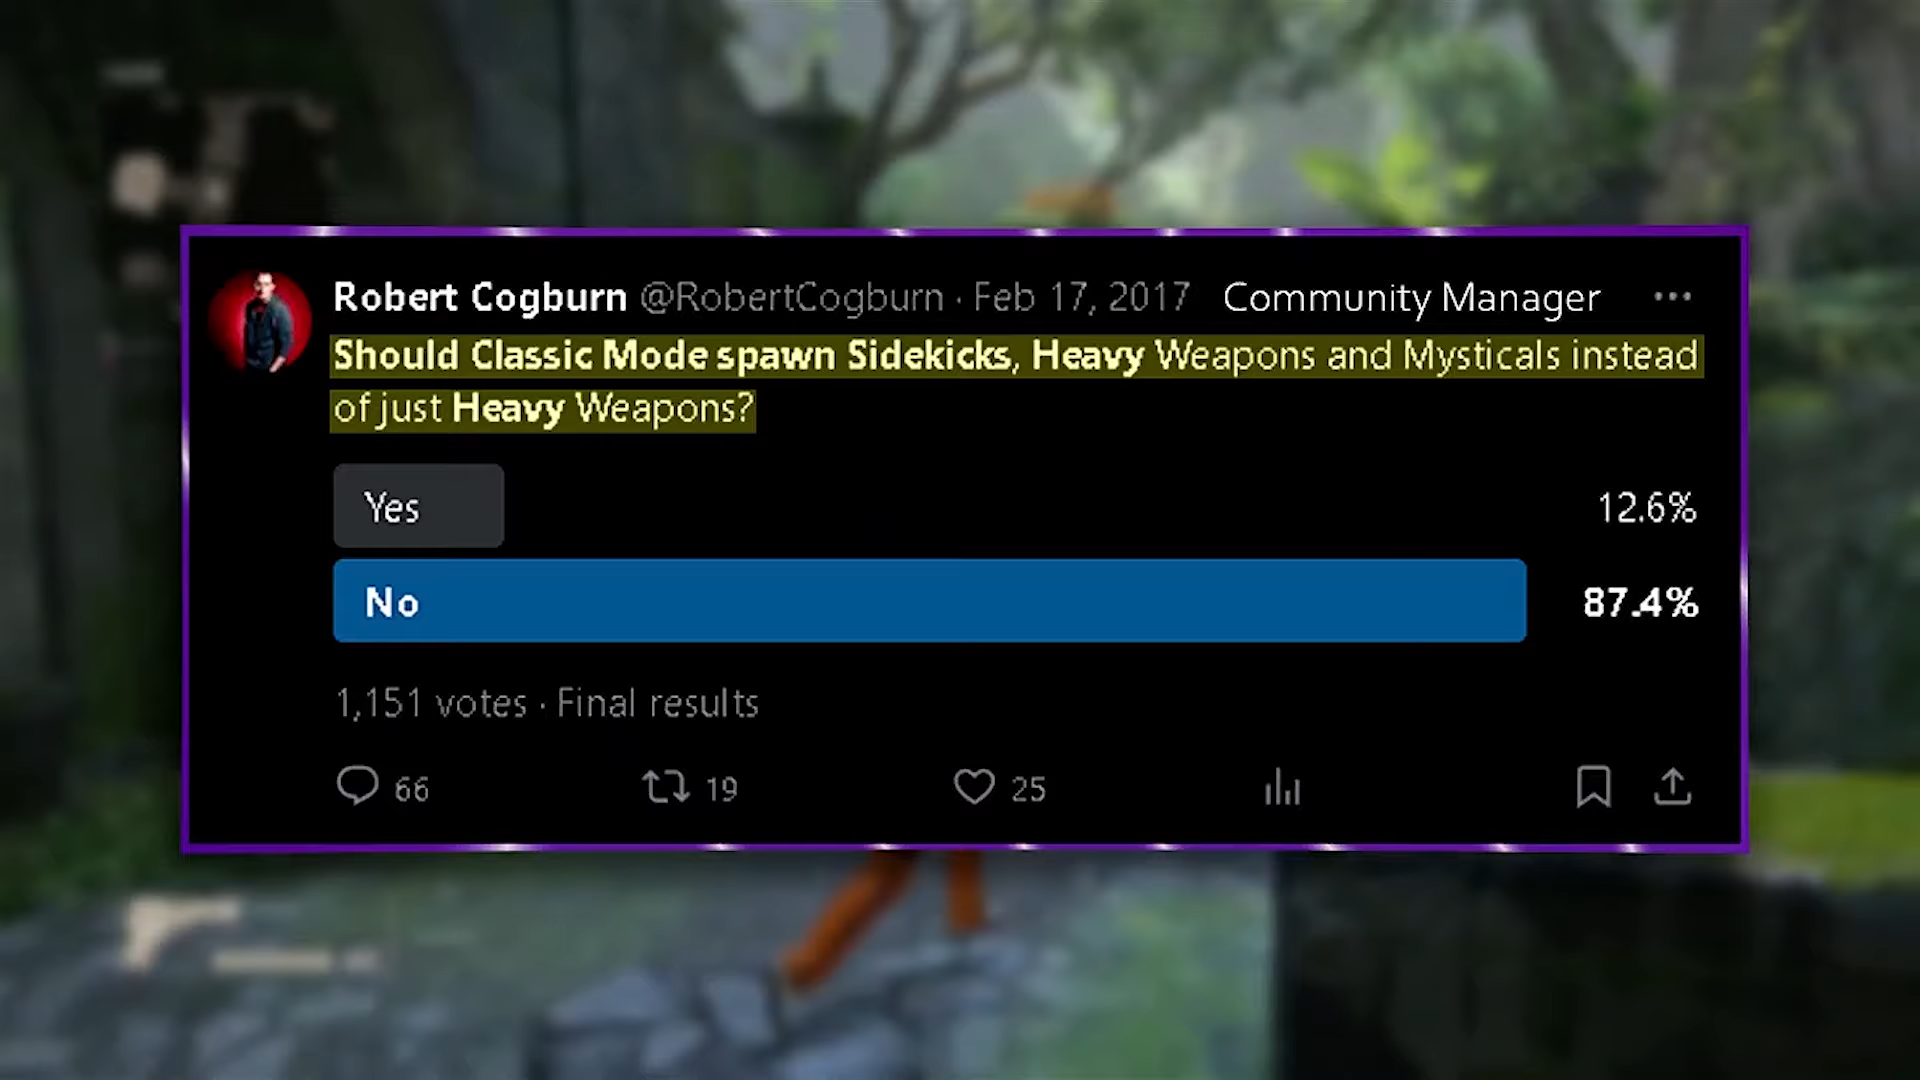 Robert Cogburn @RobertCogburn · Feb 17, 2017 Community Manager
Should Classic Mode spawn Sidekicks, Heavy Weapons and Mysticals instead
of just Heavy Weapons?
Yes 12.6%
No 87.4%
1,151 votes · Final results
66 19 25